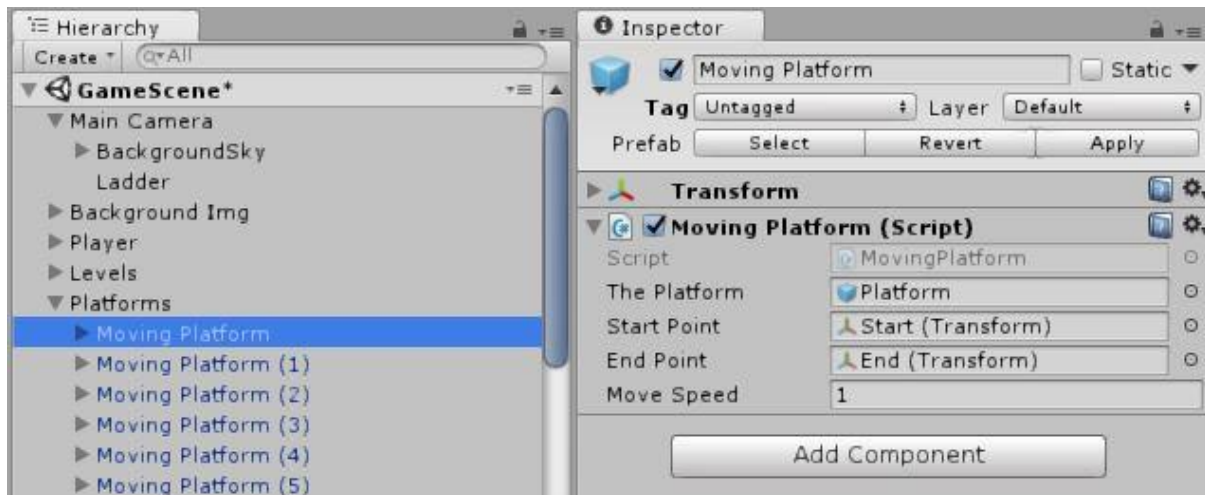 Hierarchy
Create
All
GameScene*
Main Camera
BackgroundSky
Ladder
Background Img
Player
Levels
Platforms
Moving Platform
Moving Platform (1)
Moving Platform (2)
Moving Platform (3)
Moving Platform (4)
Moving Platform (5)
Inspector
Moving Platform Static
Tag Untagged Layer Default
Prefab Select Revert Apply
Transform
Moving Platform (Script)
Script MovingPlatform
The Platform Platform
Start Point Start (Transform)
End Point End (Transform)
Move Speed 1
Add Component